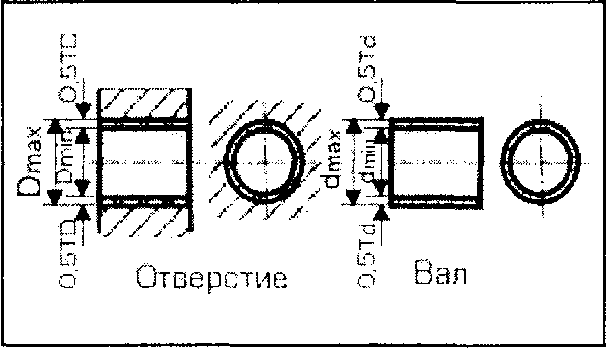 0,5TD
Dmax
Dmin
0,5TD
Отверстие
0,5Td
dmax
dmin
0,5Td
Вал